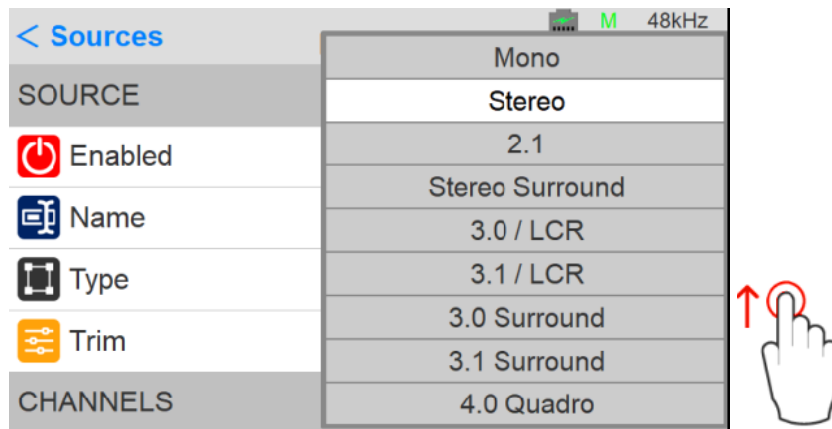 < Sources
M 48kHz
SOURCE
Enabled
Name
Type
Trim
CHANNELS
Mono
Stereo
2.1
Stereo Surround
3.0 / LCR
3.1 / LCR
3.0 Surround
3.1 Surround
4.0 Quadro